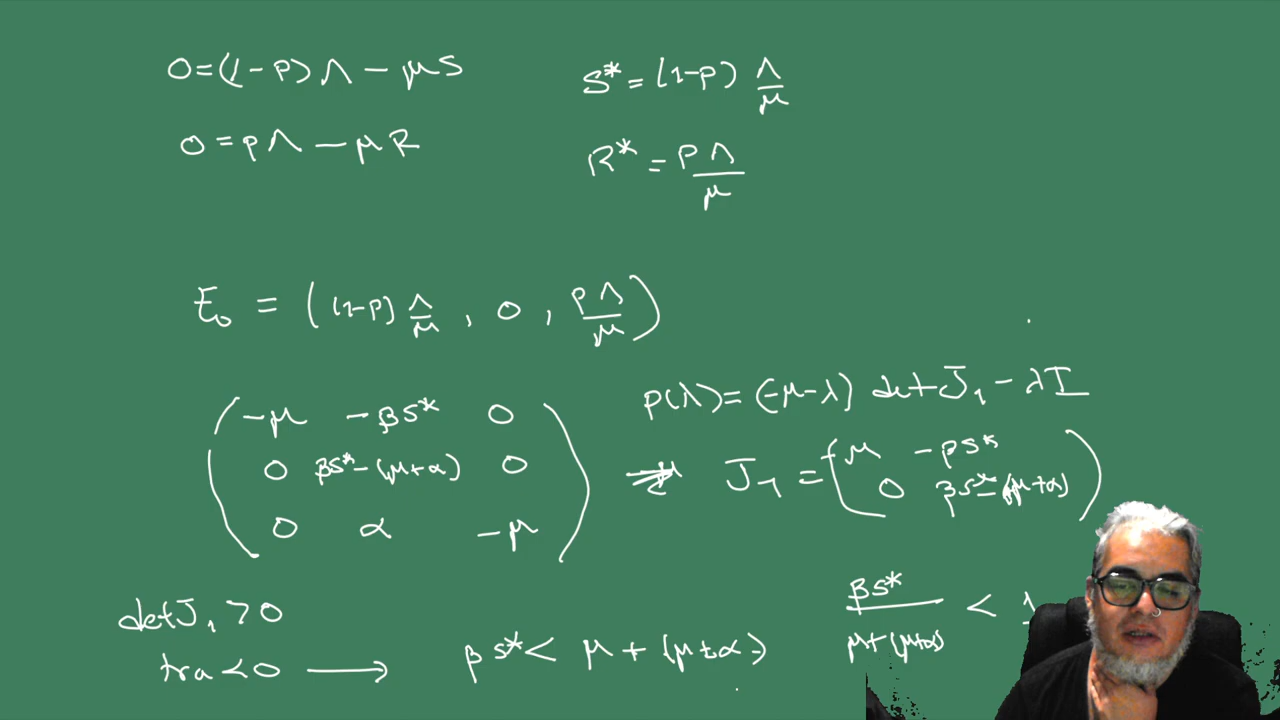 0=(1-p)Λ-μS
S*=(1-p) Λ/μ
0=pΛ-μR
R*=pΛ/μ
E₀ = ((1-p)Λ/μ, 0, pΛ/μ)
p(λ)=(-μ-λ) det J₁-λI
(-μ -βS* 0
0 βS*-(μ+α) 0
0 α -μ)
J₁=(-μ -βS*
0 βS*-(μ+α))
detJ₁>0
tra<0 ⟶ βS*< μ+(μ+α)
βS*/μ+(μ+α) < 1